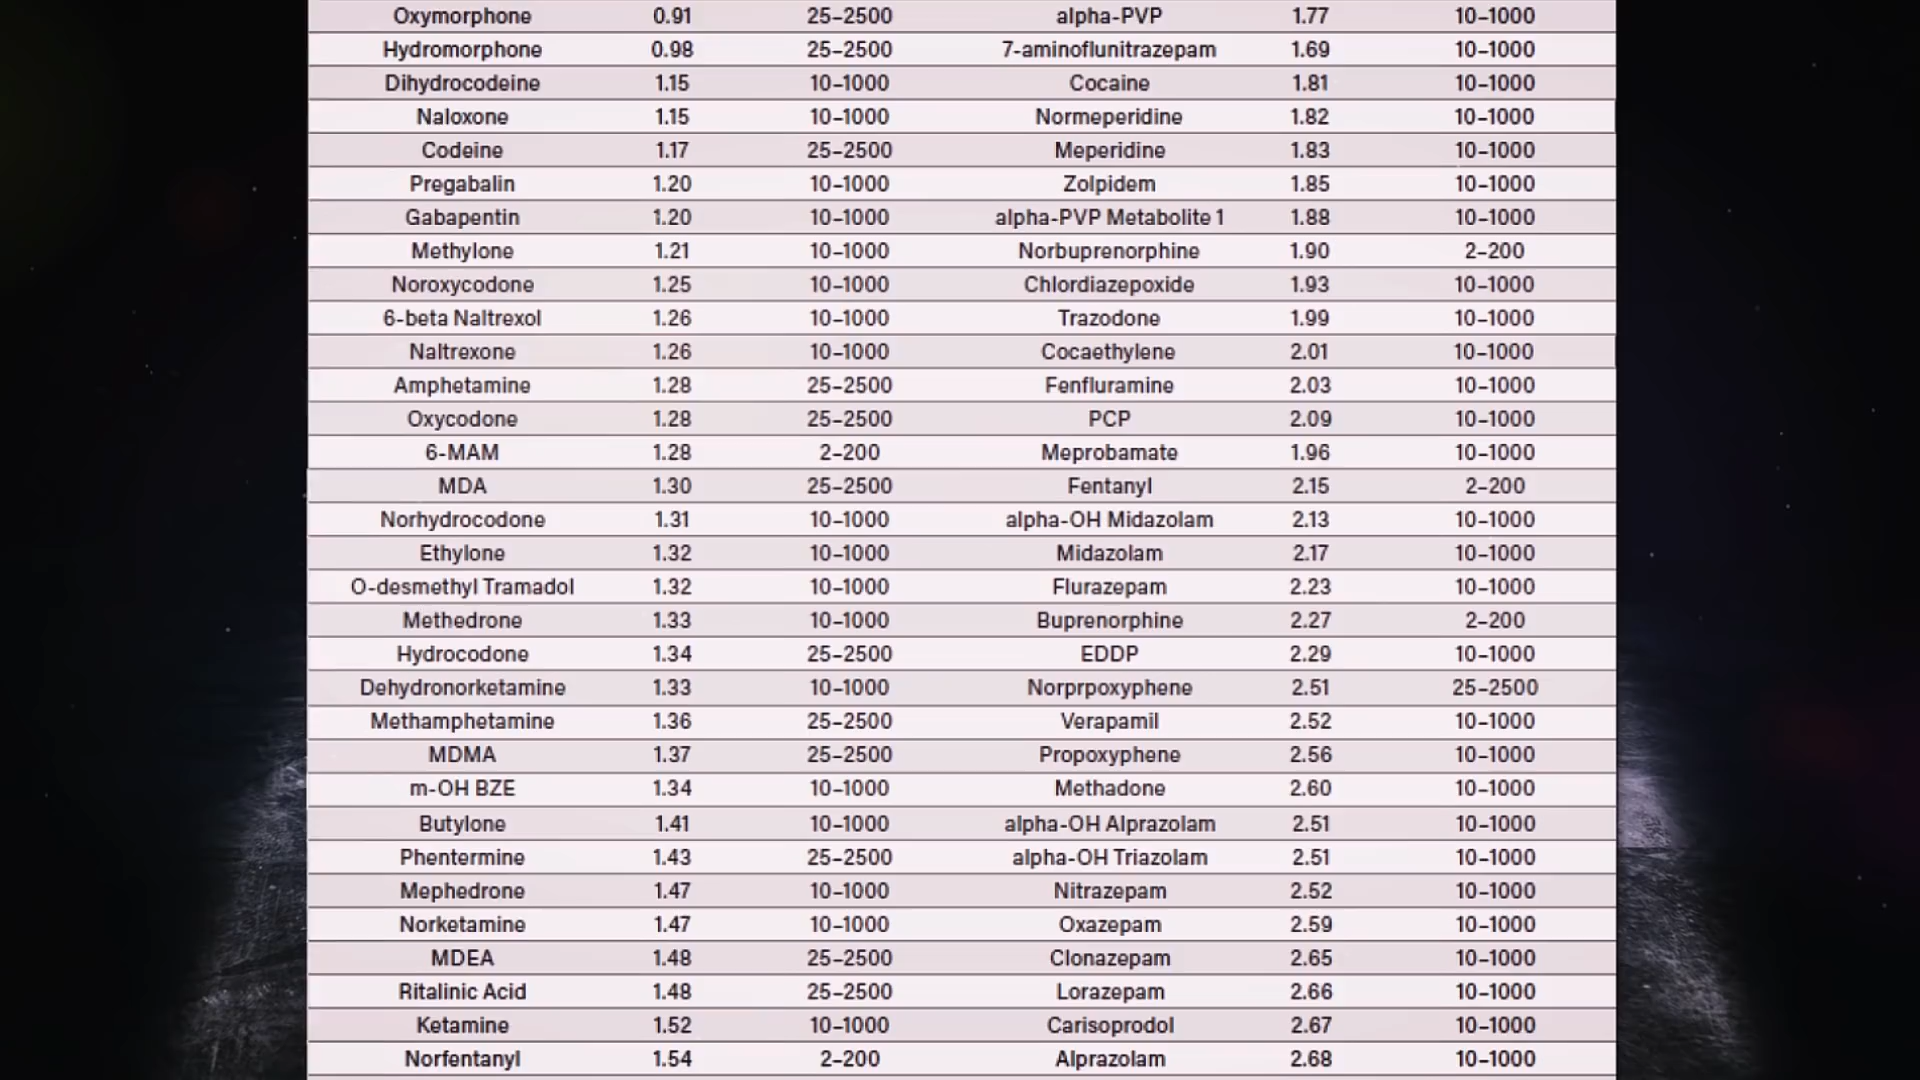 Oxymorphone 0.91 25-2500 alpha-PVP 1.77 10-1000
Hydromorphone 0.98 25-2500 7-aminoflunitrazepam 1.69 10-1000
Dihydrocodeine 1.15 10-1000 Cocaine 1.81 10-1000
Naloxone 1.15 10-1000 Normeperidine 1.82 10-1000
Codeine 1.17 25-2500 Meperidine 1.83 10-1000
Pregabalin 1.20 10-1000 Zolpidem 1.85 10-1000
Gabapentin 1.20 10-1000 alpha-PVP Metabolite 1 1.88 10-1000
Methylone 1.21 10-1000 Norbuprenorphine 1.90 2-200
Noroxycodone 1.25 10-1000 Chlordiazepoxide 1.93 10-1000
6-beta Naltrexol 1.26 10-1000 Trazodone 1.99 10-1000
Naltrexone 1.26 10-1000 Cocaethylene 2.01 10-1000
Amphetamine 1.28 25-2500 Fenfluramine 2.03 10-1000
Oxycodone 1.28 25-2500 PCP 2.09 10-1000
6-MAM 1.28 2-200 Meprobamate 1.96 10-1000
MDA 1.30 25-2500 Fentanyl 2.15 2-200
Norhydrocodone 1.31 10-1000 alpha-OH Midazolam 2.13 10-1000
Ethylone 1.32 10-1000 Midazolam 2.17 10-1000
O-desmethyl Tramadol 1.32 10-1000 Flurazepam 2.23 10-1000
Methedrone 1.33 10-1000 Buprenorphine 2.27 2-200
Hydrocodone 1.34 25-2500 EDDP 2.29 10-1000
Dehydronorketamine 1.33 10-1000 Norprpoxyphene 2.51 25-2500
Methamphetamine 1.36 25-2500 Verapamil 2.52 10-1000
MDMA 1.37 25-2500 Propoxyphene 2.56 10-1000
m-OH BZE 1.34 10-1000 Methadone 2.60 10-1000
Butylone 1.41 10-1000 alpha-OH Alprazolam 2.51 10-1000
Phentermine 1.43 25-2500 alpha-OH Triazolam 2.51 10-1000
Mephedrone 1.47 10-1000 Nitrazepam 2.52 10-1000
Norketamine 1.47 10-1000 Oxazepam 2.59 10-1000
MDEA 1.48 25-2500 Clonazepam 2.65 10-1000
Ritalinic Acid 1.48 25-2500 Lorazepam 2.66 10-1000
Ketamine 1.52 10-1000 Carisoprodol 2.67 10-1000
Norfentanyl 1.54 2-200 Alprazolam 2.68 10-1000